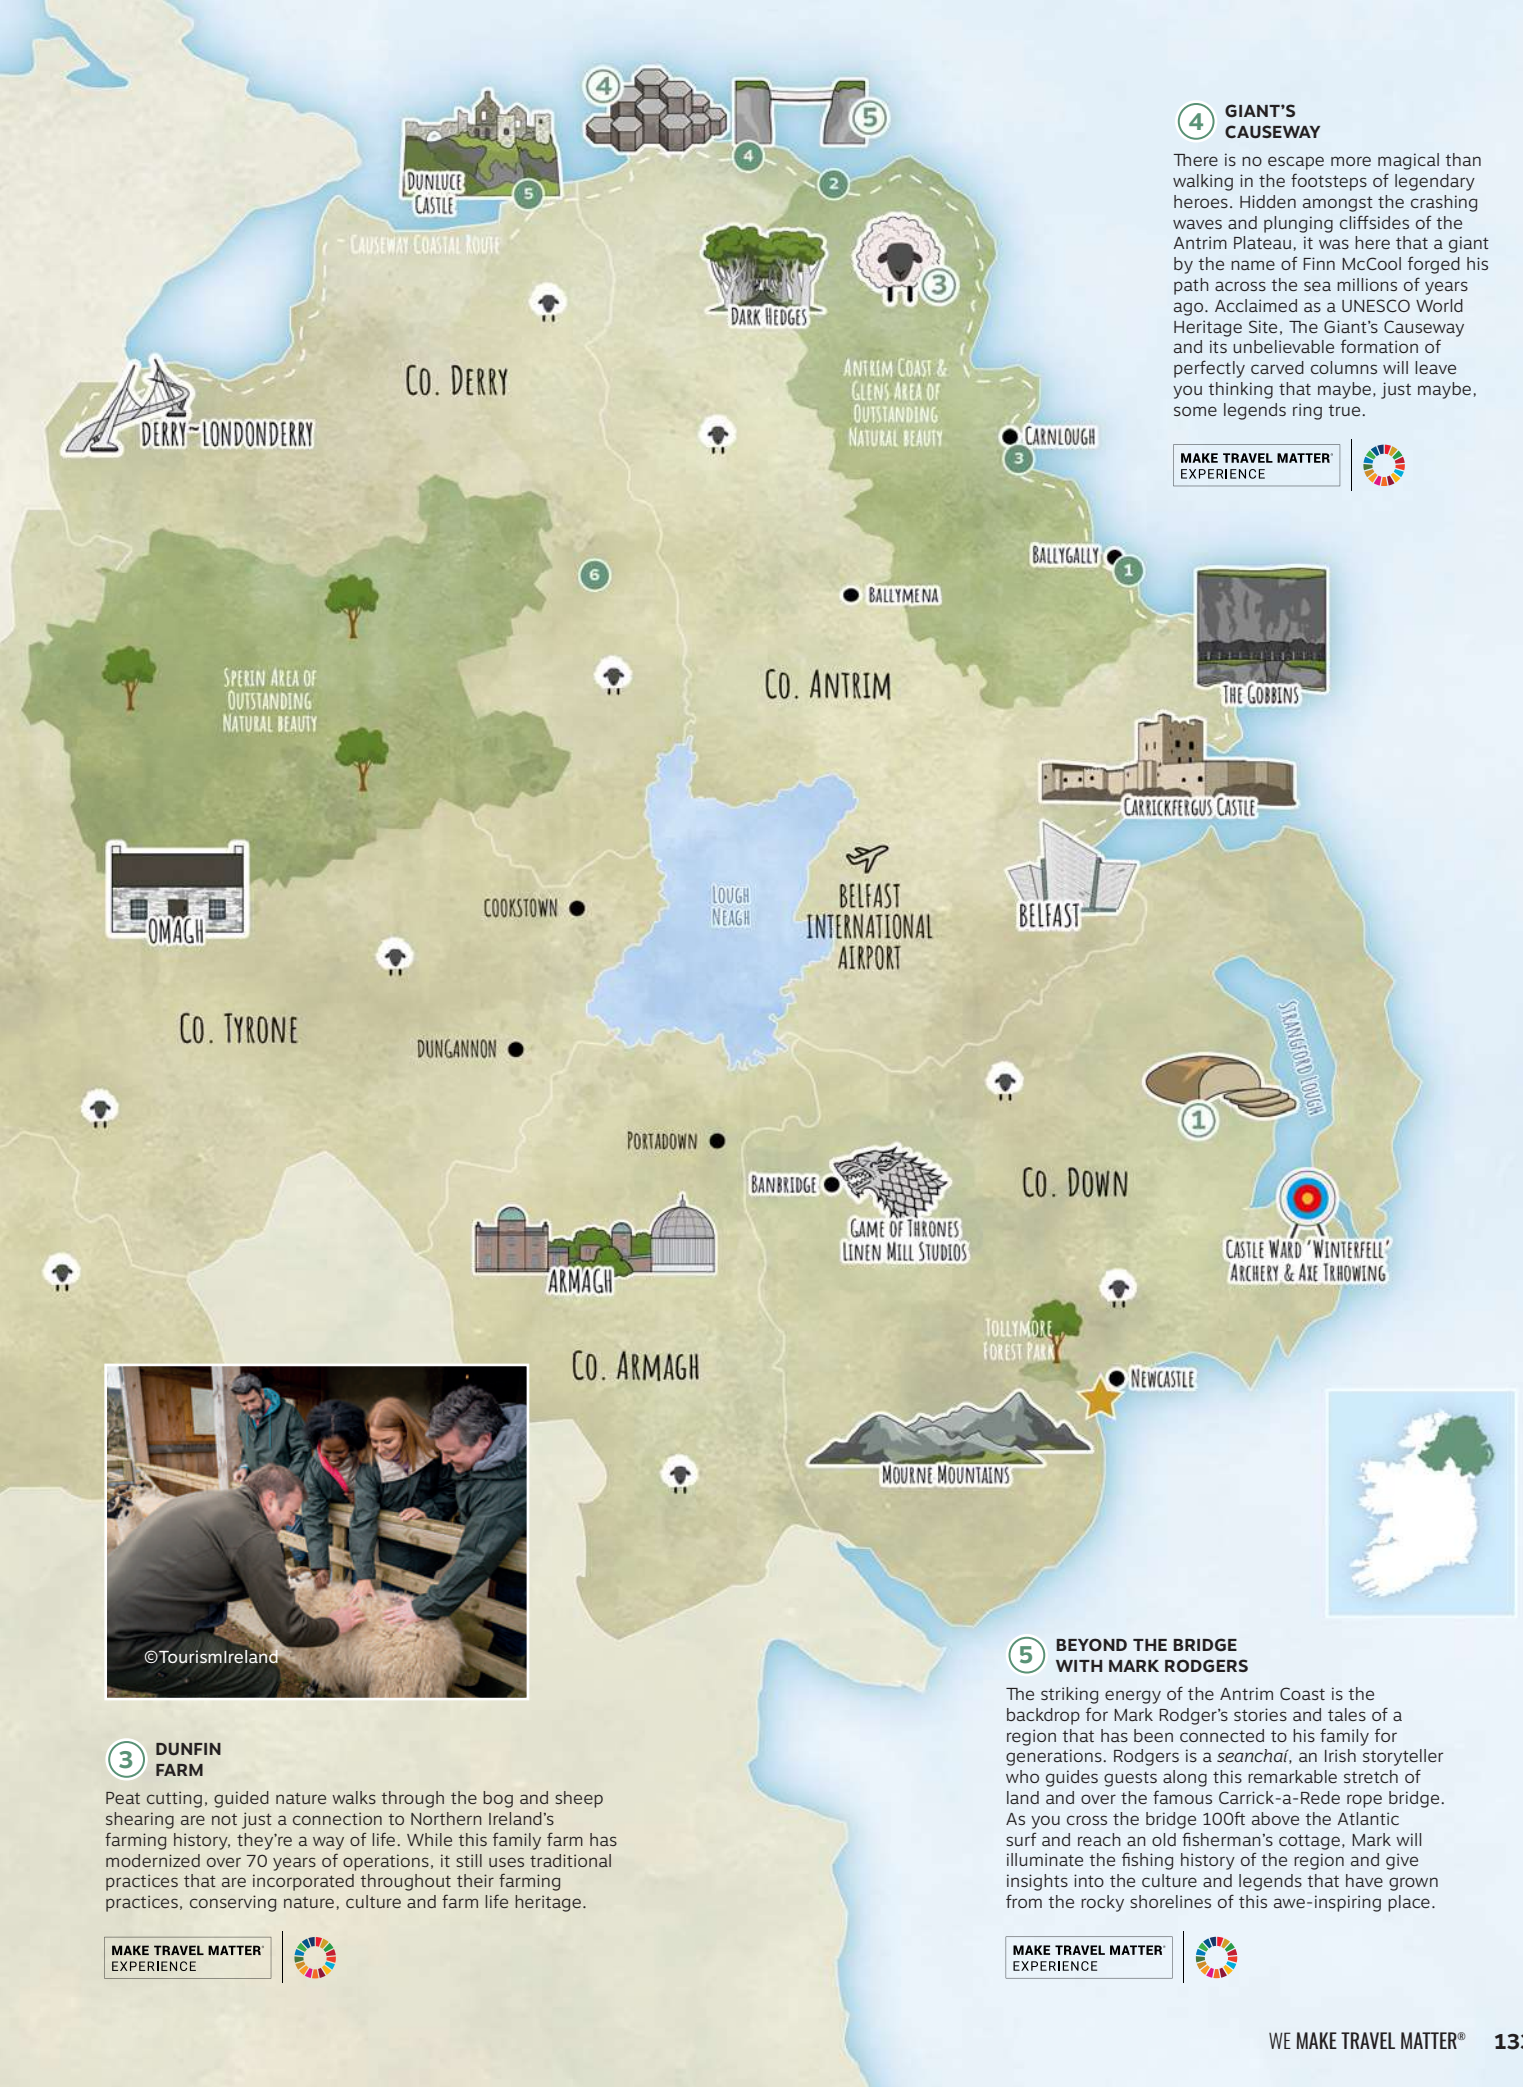 4
5
DUNLUCE
CASTLE
5
4
2
~ CAUSEWAY COASTAL ROUTE
DARK HEDGES
3
CO. DERRY
DERRY~LONDONDERRY
ANTRIM COAST &
GLENS AREA OF
OUTSTANDING
NATURAL BEAUTY
CARNLOUGH
3
BALLYGALLY
1
6
BALLYMENA
SPERIN AREA OF
OUTSTANDING
NATURAL BEAUTY
CO. ANTRIM
THE GOBBINS
CARRICKFERGUS CASTLE
OMAGH
COOKSTOWN
LOUGH
NEAGH
BELFAST
INTERNATIONAL
AIRPORT
BELFAST
CO. TYRONE
DUNGANNON
STRANGFORD LOUGH
1
PORTADOWN
BANBRIDGE
GAME OF THRONES
LINEN MILL STUDIOS
CO. DOWN
CASTLE WARD 'WINTERFELL'
ARCHERY & AXE TRHOWING
ARMAGH
CO. ARMAGH
TOLLYMORE
FOREST PARK
NEWCASTLE
MOURNE MOUNTAINS
4 GIANT'S
CAUSEWAY
There is no escape more magical than
walking in the footsteps of legendary
heroes. Hidden amongst the crashing
waves and plunging cliffsides of the
Antrim Plateau, it was here that a giant
by the name of Finn McCool forged his
path across the sea millions of years
ago. Acclaimed as a UNESCO World
Heritage Site, The Giant's Causeway
and its unbelievable formation of
perfectly carved columns will leave
you thinking that maybe, just maybe,
some legends ring true.
MAKE TRAVEL MATTER®
EXPERIENCE
©TourismIreland
3 DUNFIN
FARM
Peat cutting, guided nature walks through the bog and sheep
shearing are not just a connection to Northern Ireland's
farming history, they're a way of life. While this family farm has
modernized over 70 years of operations, it still uses traditional
practices that are incorporated throughout their farming
practices, conserving nature, culture and farm life heritage.
MAKE TRAVEL MATTER®
EXPERIENCE
5 BEYOND THE BRIDGE
WITH MARK RODGERS
The striking energy of the Antrim Coast is the
backdrop for Mark Rodger's stories and tales of a
region that has been connected to his family for
generations. Rodgers is a seanchaí, an Irish storyteller
who guides guests along this remarkable stretch of
land and over the famous Carrick-a-Rede rope bridge.
As you cross the bridge 100ft above the Atlantic
surf and reach an old fisherman's cottage, Mark will
illuminate the fishing history of the region and give
insights into the culture and legends that have grown
from the rocky shorelines of this awe-inspiring place.
MAKE TRAVEL MATTER®
EXPERIENCE
WE MAKE TRAVEL MATTER®